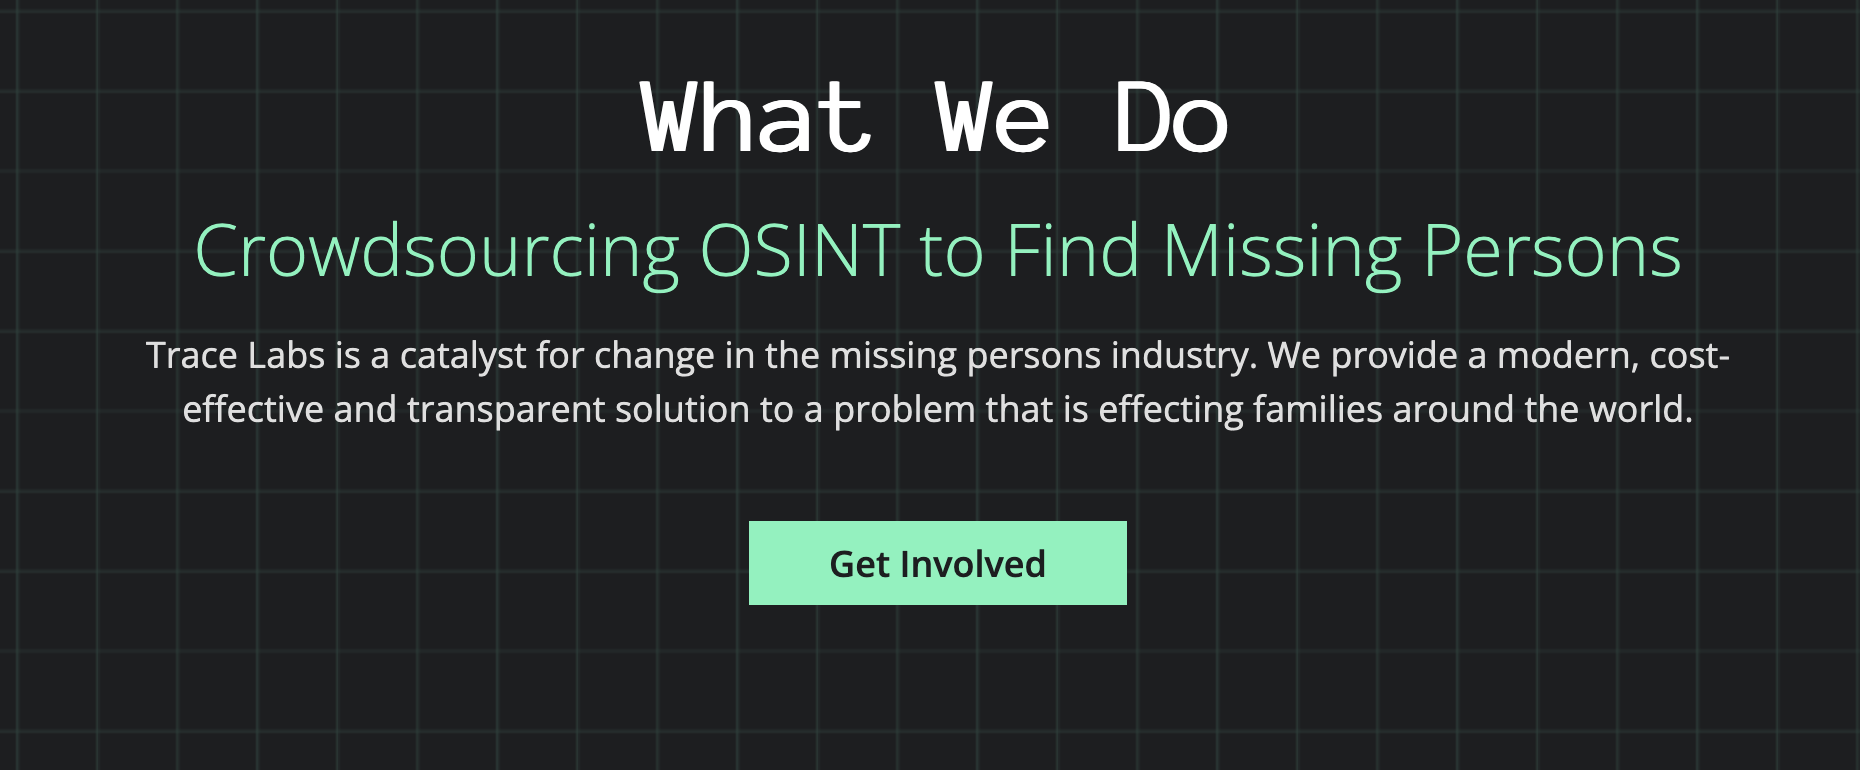 What We Do
Crowdsourcing OSINT to Find Missing Persons
Trace Labs is a catalyst for change in the missing persons industry. We provide a modern, cost-
effective and transparent solution to a problem that is effecting families around the world.
Get Involved